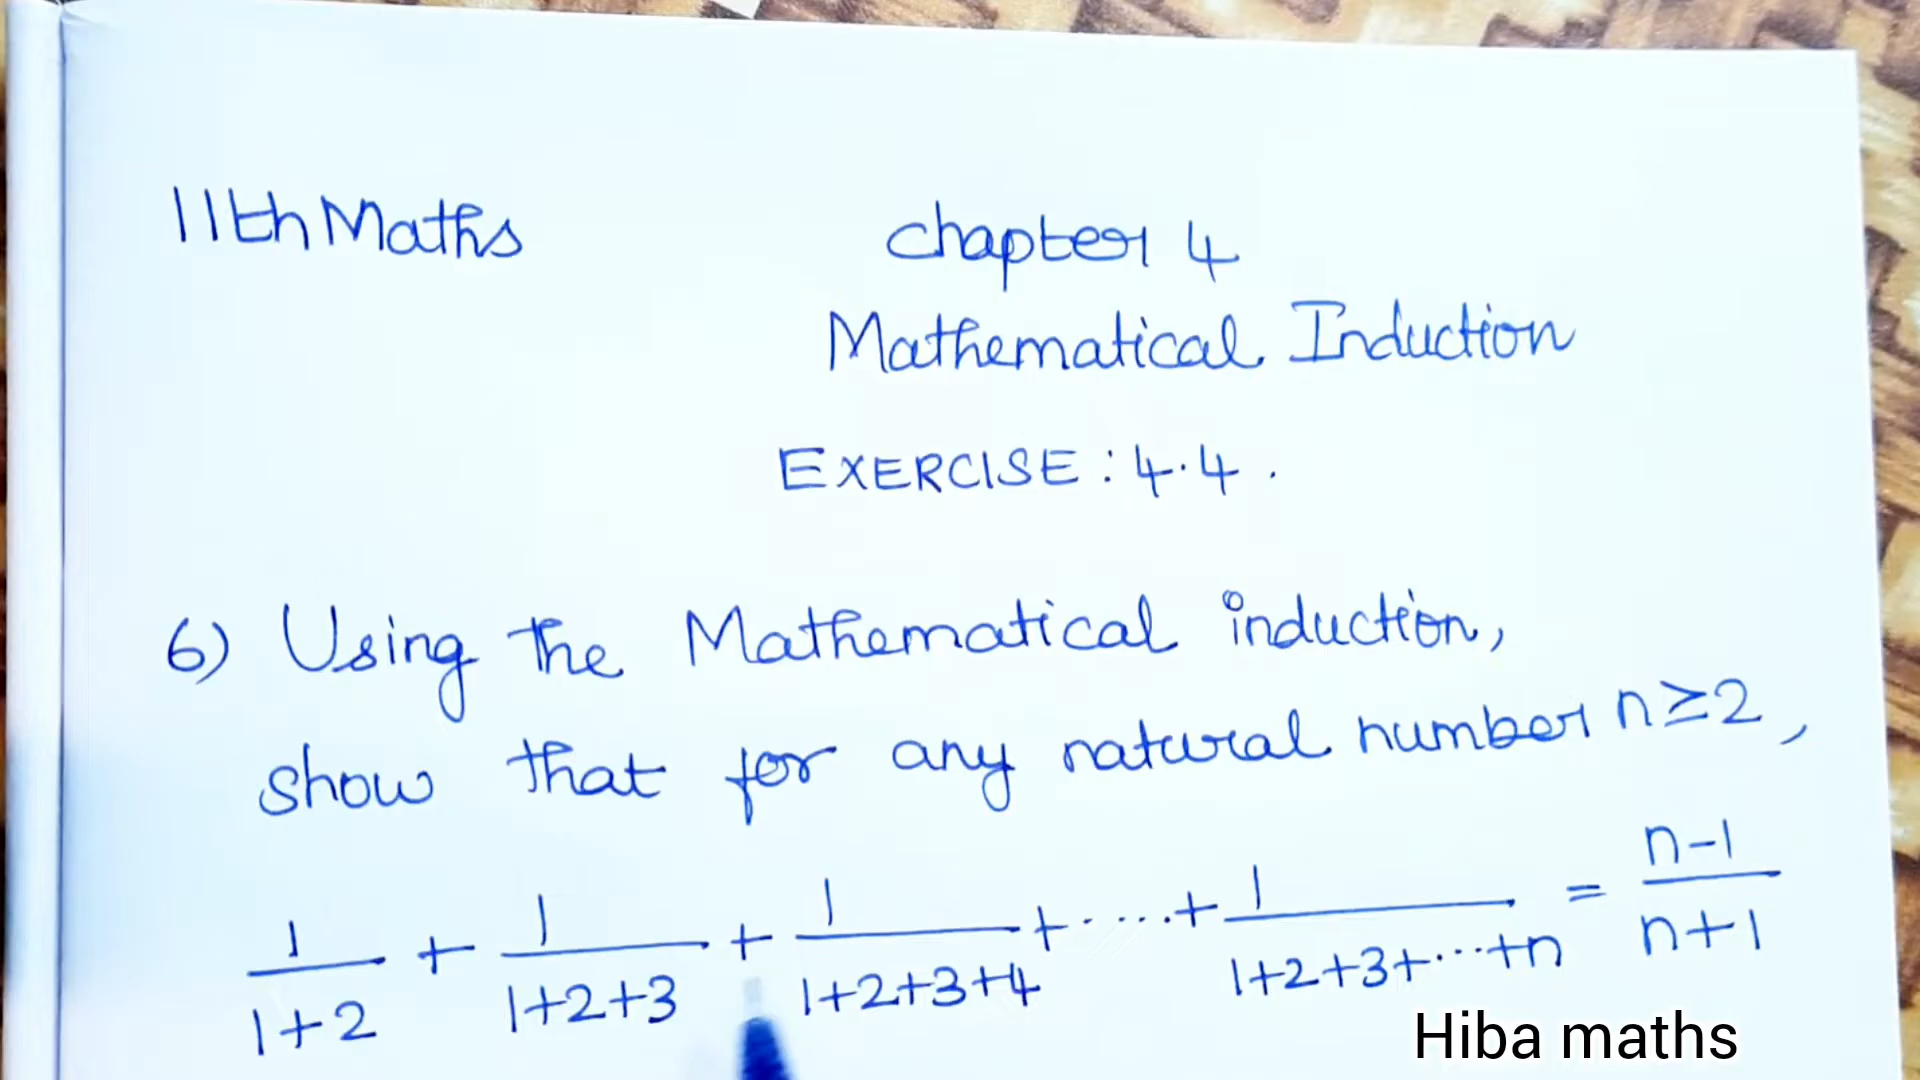 11th Maths chapter 4
Mathematical Induction
EXERCISE : 4.4 .
6) Using the Mathematical induction,
show that for any natural number n≥2,
1/(1+2) + 1/(1+2+3) + 1/(1+2+3+4) + ····+ 1/(1+2+3+···+n) = (n-1)/(n+1)
Hiba maths